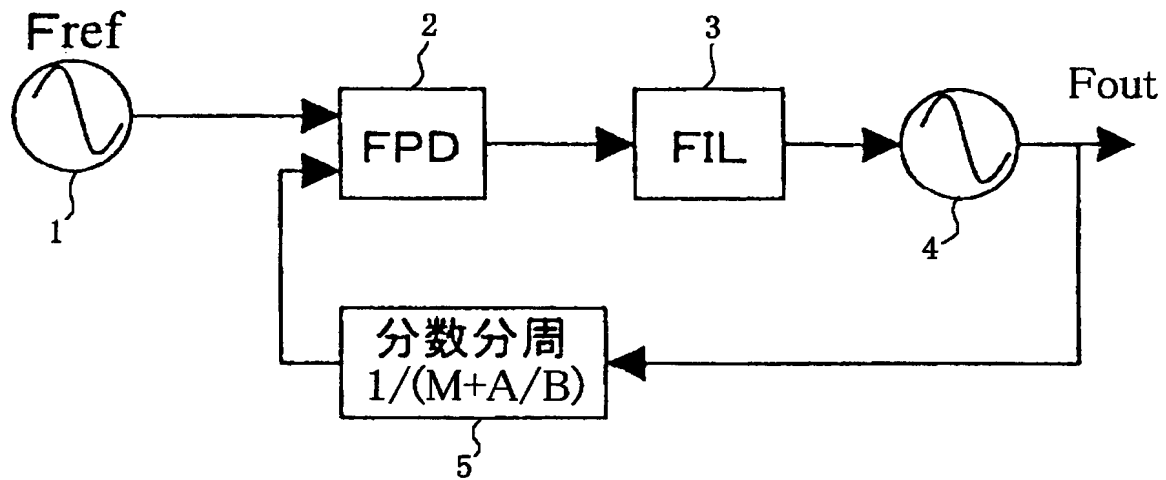 Fref
1
2
FPD
3
FIL
4
Fout
分数分周
1/(M+A/B)
5